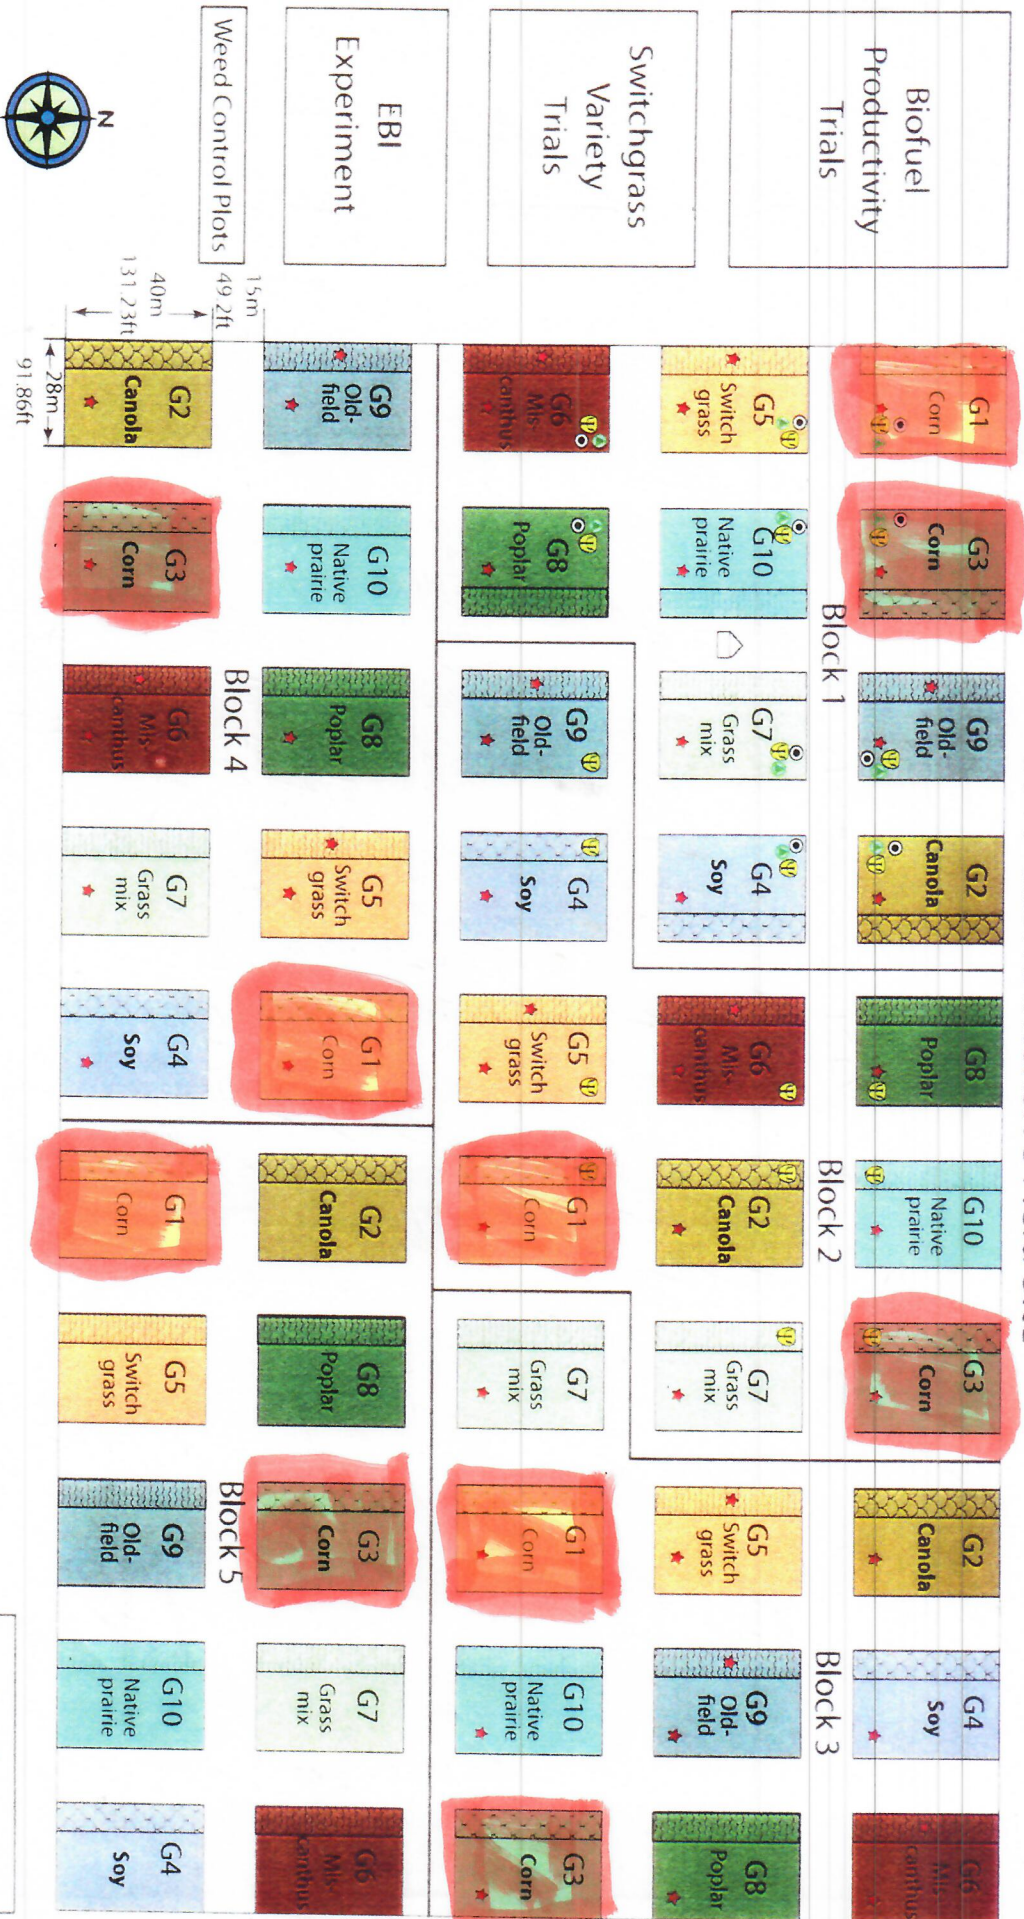 Biofuel
Productivity
Trials
G1
Corn
G3
Corn
G9
Old-
field
G2
Canola
G8
Poplar
G10
Native
prairie
G3
Corn
G2
Canola
G4
Soy
G6
Mis-
canthus
Block 1
Block 2
Block 3
Switchgrass
Variety
Trials
G5
Switch
grass
G10
Native
prairie
G7
Grass
mix
G4
Soy
G6
Mis-
canthus
G2
Canola
G7
Grass
mix
G5
Switch
grass
G9
Old-
field
G8
Poplar
G6
Mis-
canthus
G8
Poplar
G9
Old-
field
G4
Soy
G5
Switch
grass
G1
Corn
G7
Grass
mix
G1
Corn
G10
Native
prairie
G3
Corn
EBI
Experiment
G9
Old-
field
G10
Native
prairie
G8
Poplar
G5
Switch
grass
G1
Corn
G2
Canola
G8
Poplar
G3
Corn
G7
Grass
mix
G6
Mis-
canthus
Weed Control Plots
15m
49.2ft
Block 4
Block 5
40m
131.23ft
G2
Canola
G3
Corn
G6
Mis-
canthus
G7
Grass
mix
G4
Soy
G1
Corn
G5
Switch
grass
G9
Old-
field
G10
Native
prairie
G4
Soy
N
28m
91.86ft